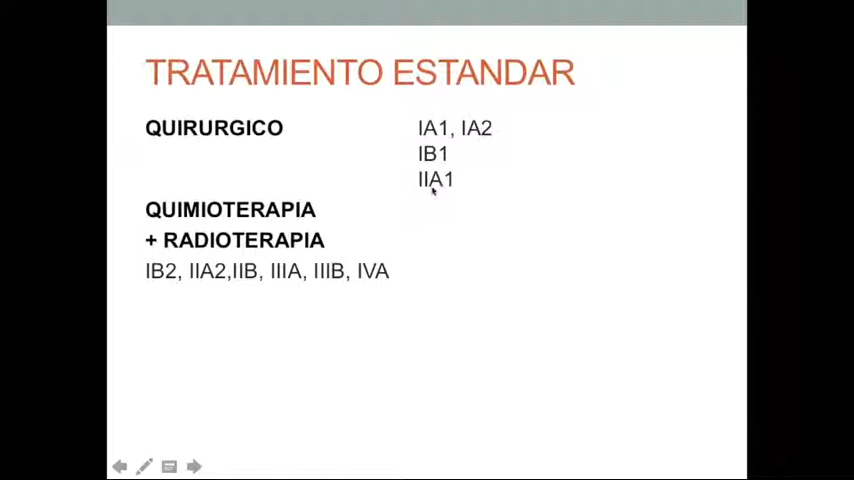 TRATAMIENTO ESTANDAR
QUIRURGICO IA1, IA2
IB1
IIA1
QUIMIOTERAPIA
+ RADIOTERAPIA
IB2, IIA2,IIB, IIIA, IIIB, IVA